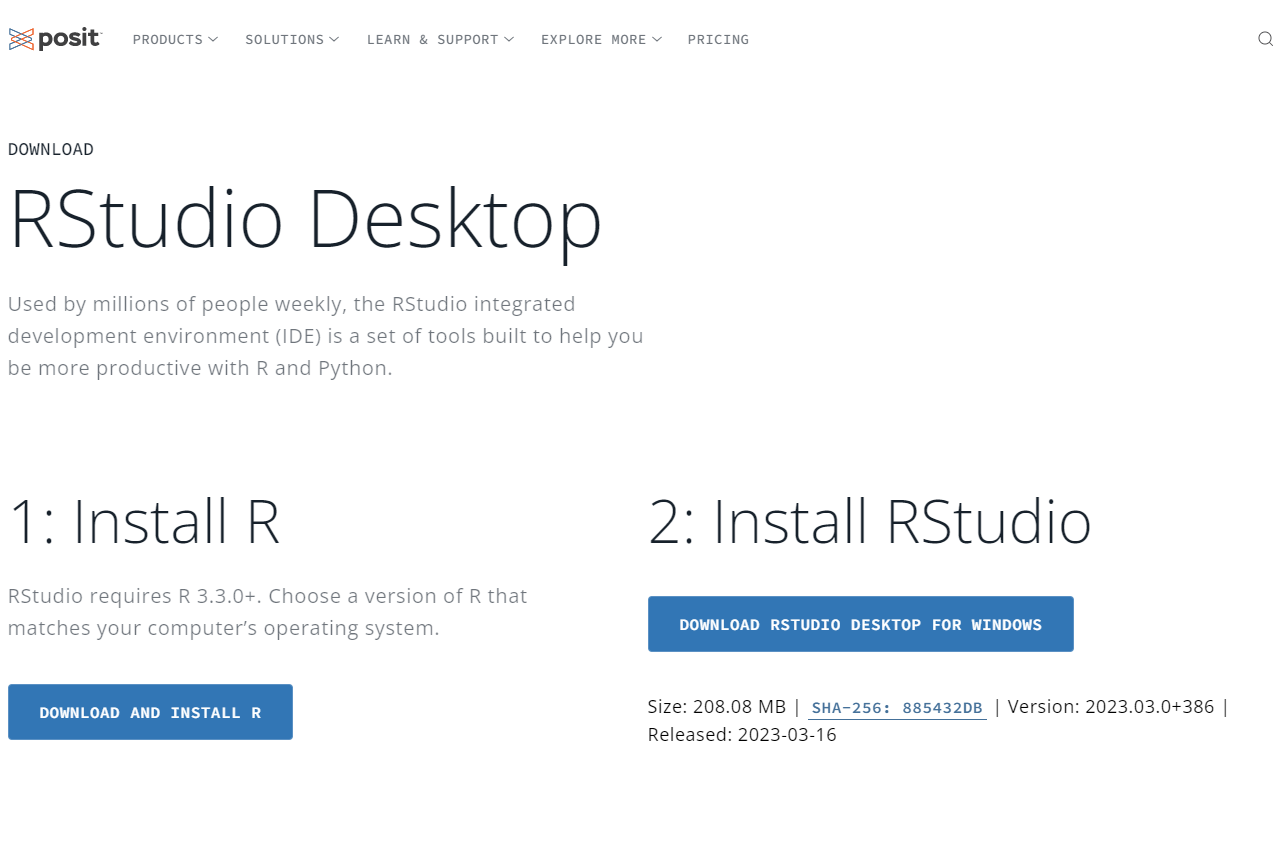 posit™
PRODUCTS
SOLUTIONS
LEARN & SUPPORT
EXPLORE MORE
PRICING
DOWNLOAD
RStudio Desktop
Used by millions of people weekly, the RStudio integrated
development environment (IDE) is a set of tools built to help you
be more productive with R and Python.
1: Install R
RStudio requires R 3.3.0+. Choose a version of R that
matches your computer’s operating system.
DOWNLOAD AND INSTALL R
2: Install RStudio
DOWNLOAD RSTUDIO DESKTOP FOR WINDOWS
Size: 208.08 MB | SHA-256: 885432DB | Version: 2023.03.0+386 |
Released: 2023-03-16